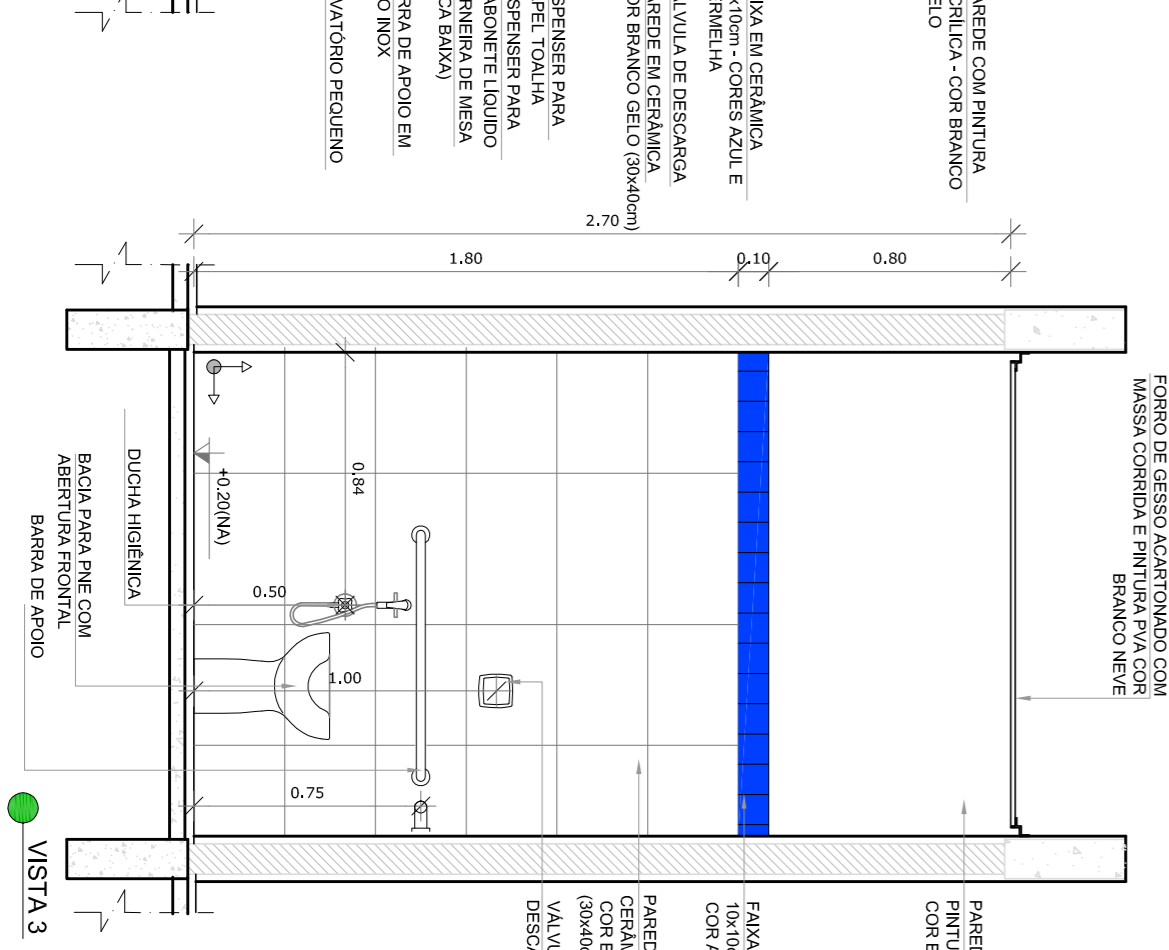 FORRO DE GESSO ACARTONADO COM
MASSA CORRIDA E PINTURA PVA COR
BRANCO NEVE
AREDE COM PINTURA
CRÍLICA - COR BRANCO
ELO
IXA EM CERÂMICA
x10cm - CORES AZUL E
ERMELHA
ÁLVULA DE DESCARGA
AREDE EM CERÂMICA
OR BRANCO GELO (30x40cm)
SPENSER PARA
PEL TOALHA
SPENSER PARA
ABONETE LÍQUIDO
RNEIRA DE MESA
CA BAIXA)
RRA DE APOIO EM
O INOX
VATÓRIO PEQUENO
2.70
1.80
0.10
0.80
0.84
+0.20(NA)
0.50
1.00
0.75
PARED
PINTU
COR B
FAIXA
10x10c
COR A
PARED
CERÂM
COR B
(30x40c
VÁLVU
DESCA
DUCHA HIGIÊNICA
BACIA PARA PNE COM
ABERTURA FRONTAL
BARRA DE APOIO
VISTA 3